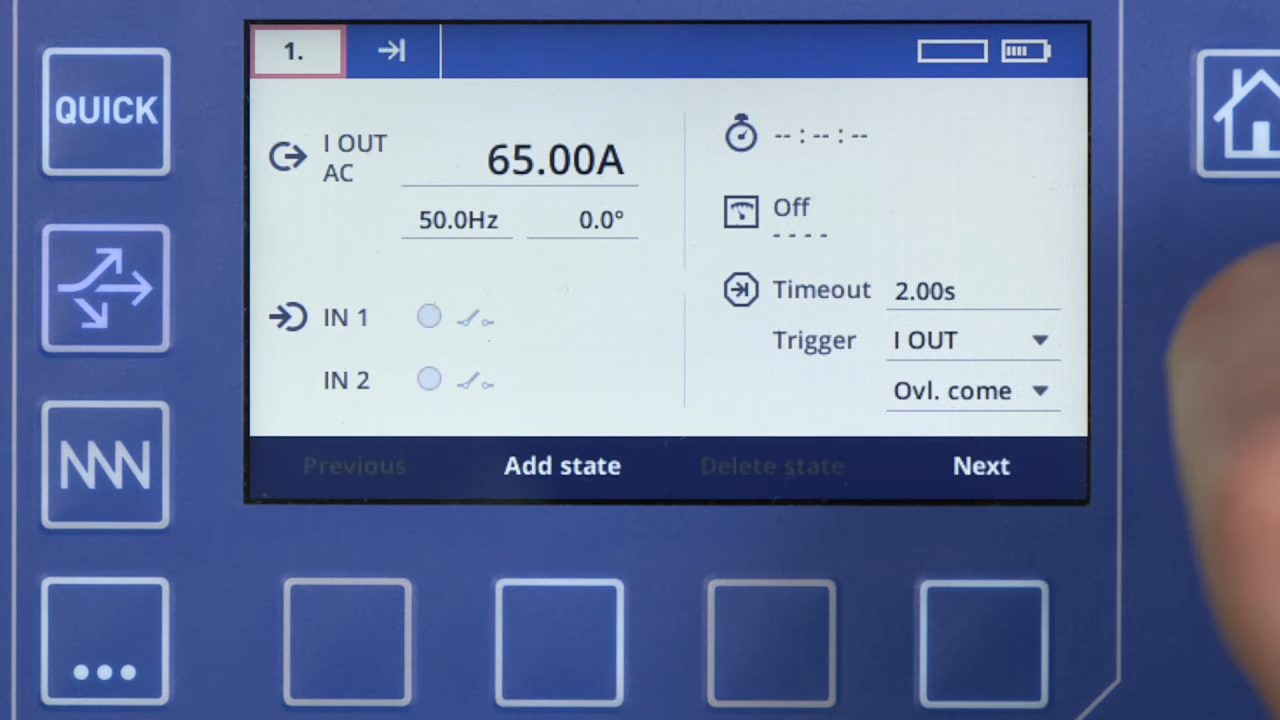 QUICK
1.
I OUT
AC
65.00A
50.0Hz
0.0°
IN 1
IN 2
-- : -- : --
Off
- - - -
Timeout 2.00s
Trigger I OUT
Ovl. come
Previous
Add state
Delete state
Next